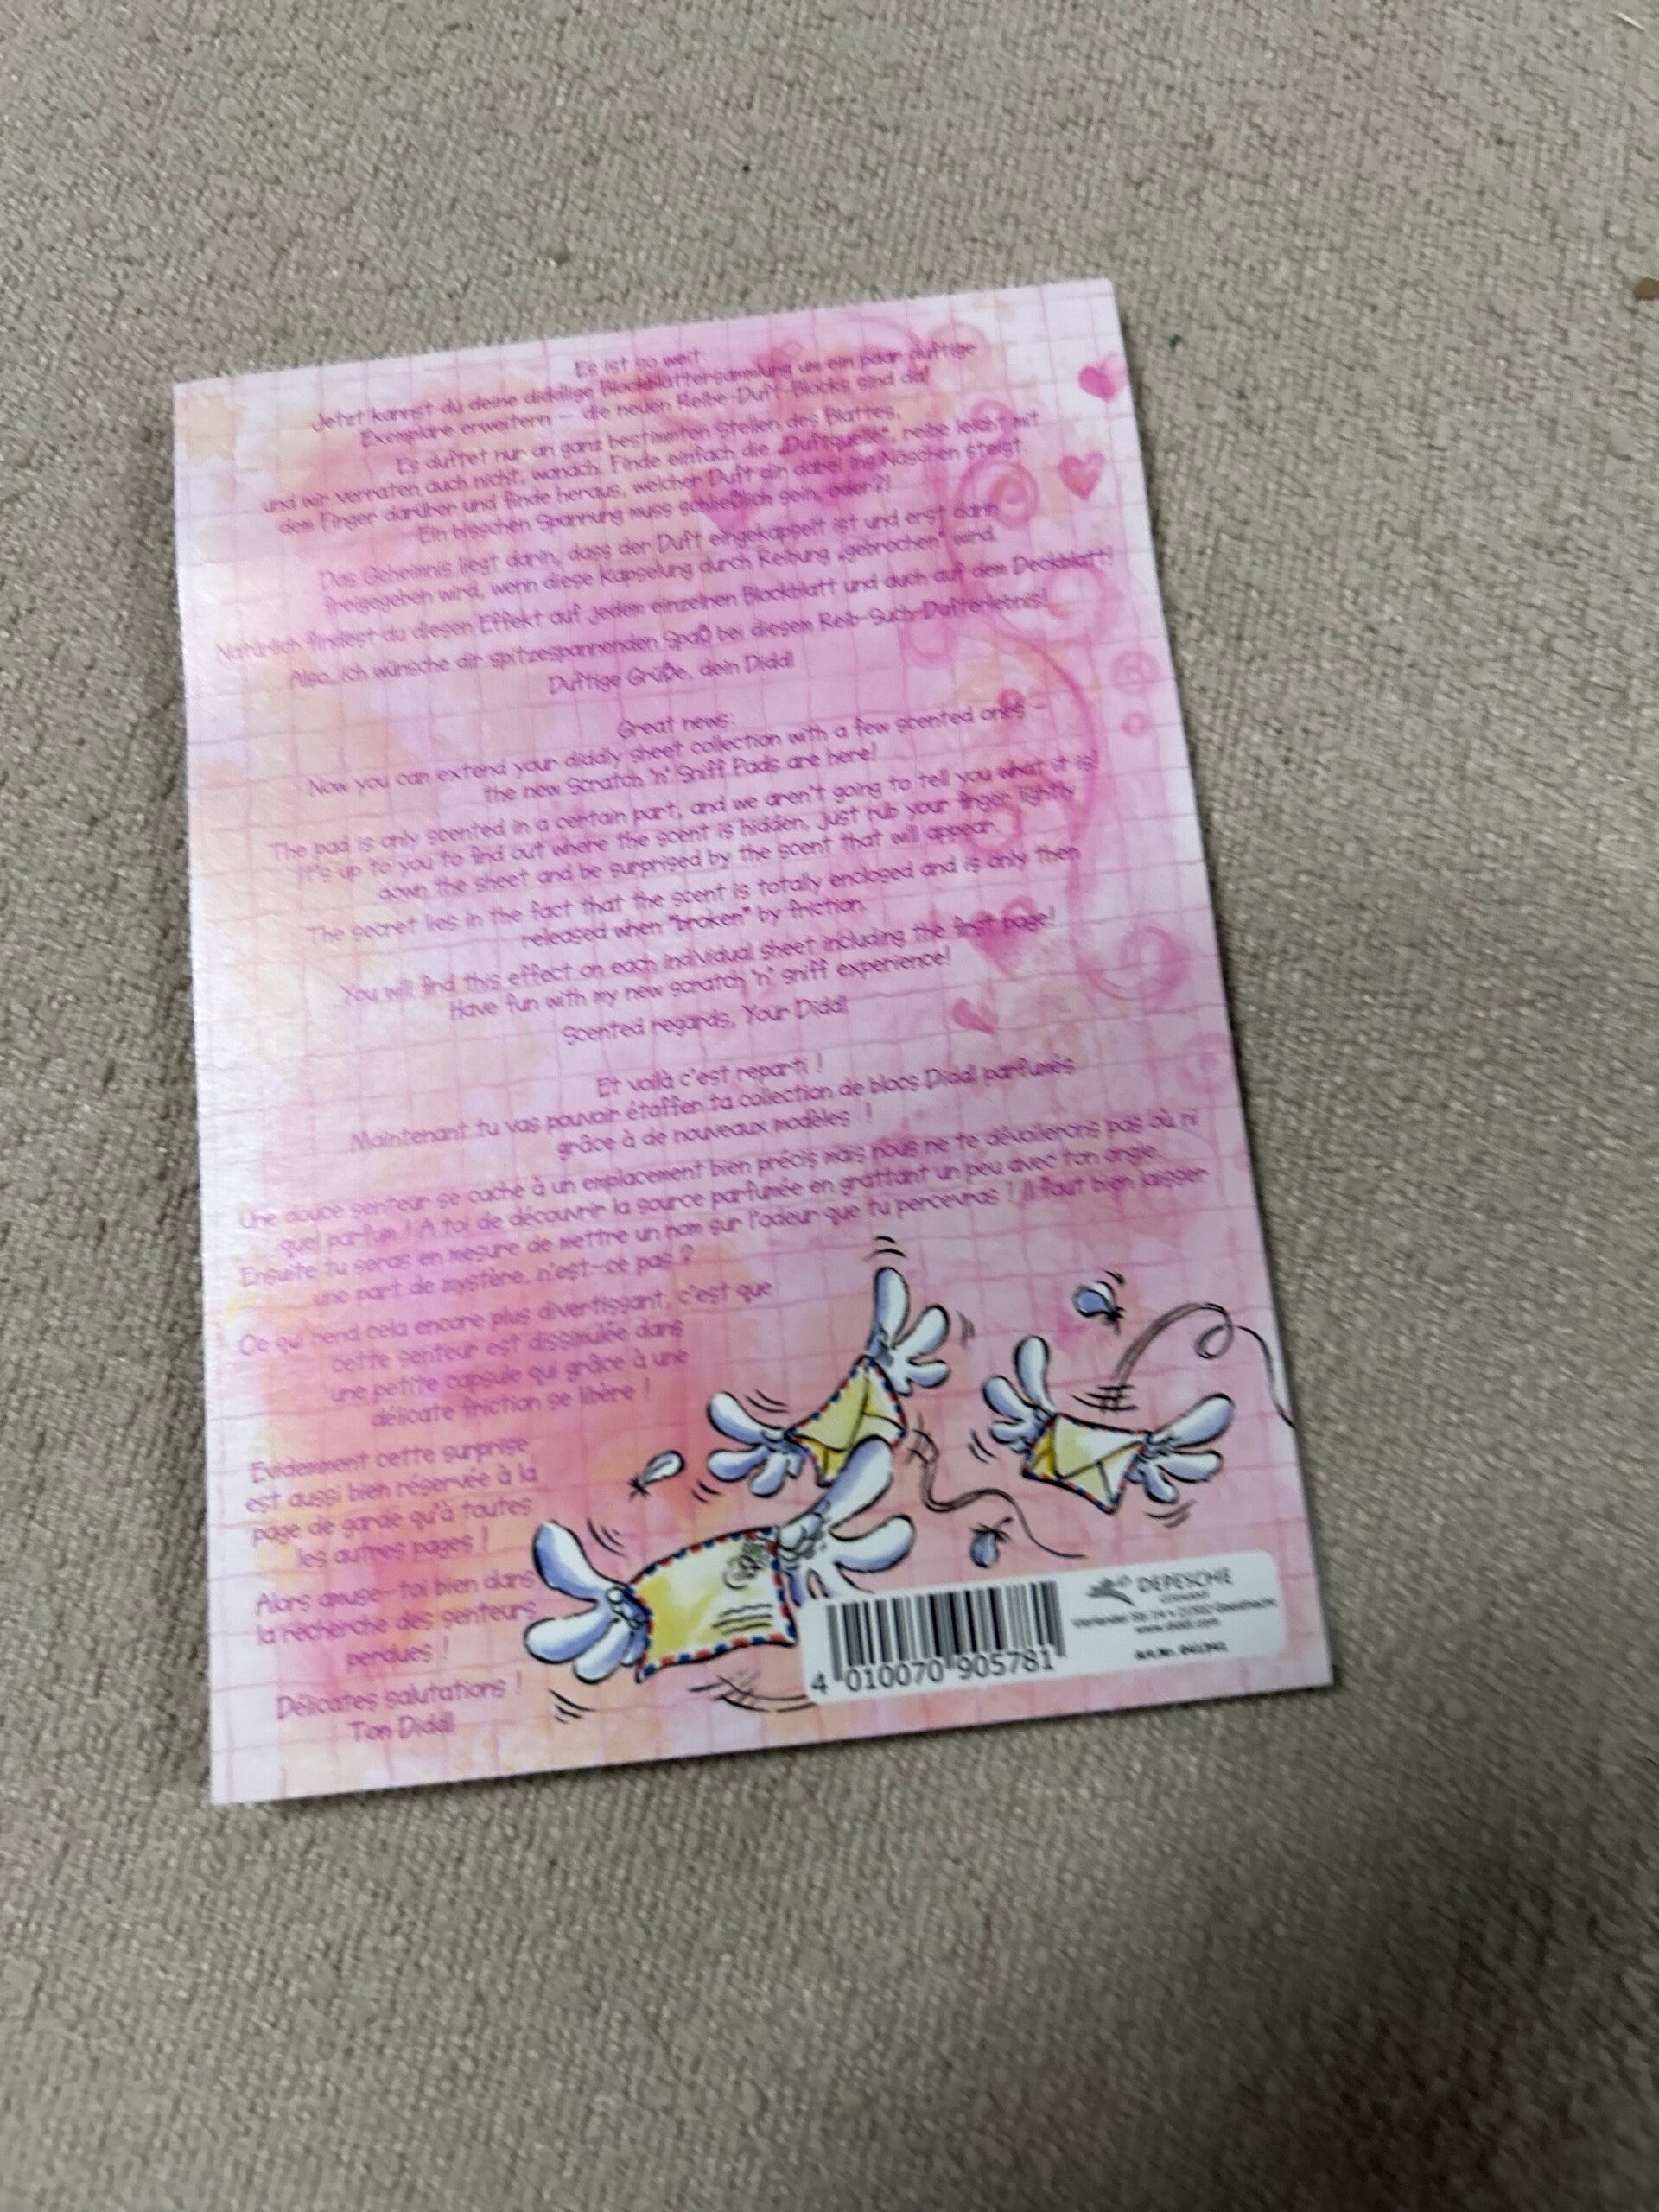 Es ist so weit:
Jetzt kannst du deine diddlige Blockblattersammlung um ein paar duftige
Exemplare erweitern – die neuen Reibe-Duft-Blocks sind da!
Es duftet nur an ganz bestimmten Stellen des Blattes,
und wir verraten auch nicht, wonach. Finde einfach die „Duftquelle“, reibe leicht mit
dem Finger darüber und finde heraus, welcher Duft dir dabei ins Näschen steigt.
Ein bisschen Spannung muss schließlich sein, oder?!
Das Geheimnis liegt darin, dass der Duft eingekapselt ist und erst dann
freigegeben wird, wenn diese Kapselung durch Reibung „gebrochen“ wird.
Natürlich findest du diesen Effekt auf jedem einzelnen Blockblatt und auch auf dem Deckblatt!
Also, ich wünsche dir spitzespannenden Spaß bei diesem Reib-Such-Dufterlebnis!
Duftige Grüße, dein Diddl
Great news:
Now you can extend your diddly sheet collection with a few scented ones –
the new Scratch 'n' Sniff Pads are here!
The pad is only scented in a certain part, and we aren't going to tell you what it is!
It's up to you to find out where the scent is hidden, just rub your finger lightly
down the sheet and be surprised by the scent that will appear.
The secret lies in the fact that the scent is totally enclosed and is only then
released when "broken" by friction.
You will find this effect on each individual sheet including the first page!
Have fun with my new scratch 'n' sniff experience!
Scented regards, Your Diddl
Et voilà c'est reparti !
Maintenant tu vas pouvoir étoffer ta collection de blocs Diddl parfumés
grâce à de nouveaux modèles !
Une douce senteur se cache à un emplacement bien précis mais nous ne te dévoilerons pas où ni
quel parfum ! A toi de découvrir la source parfumée en grattant un peu avec ton ongle.
Ensuite tu seras en mesure de mettre un nom sur l'odeur que tu percevras ! Il faut bien laisser
une part de mystère, n'est-ce pas ?
Ce qui rend cela encore plus divertissant, c'est que
cette senteur est dissimulée dans
une petite capsule qui grâce à une
délicate friction se libère !
Evidemment cette surprise
est aussi bien réservée à la
page de garde qu'à toutes
les autres pages !
Alors amuse-toi bien dans
la recherche des senteurs
perdues !
Délicates salutations !
Ton Diddl
DEPESCHE
GERMANY
www.diddl.com
4 010070 905781